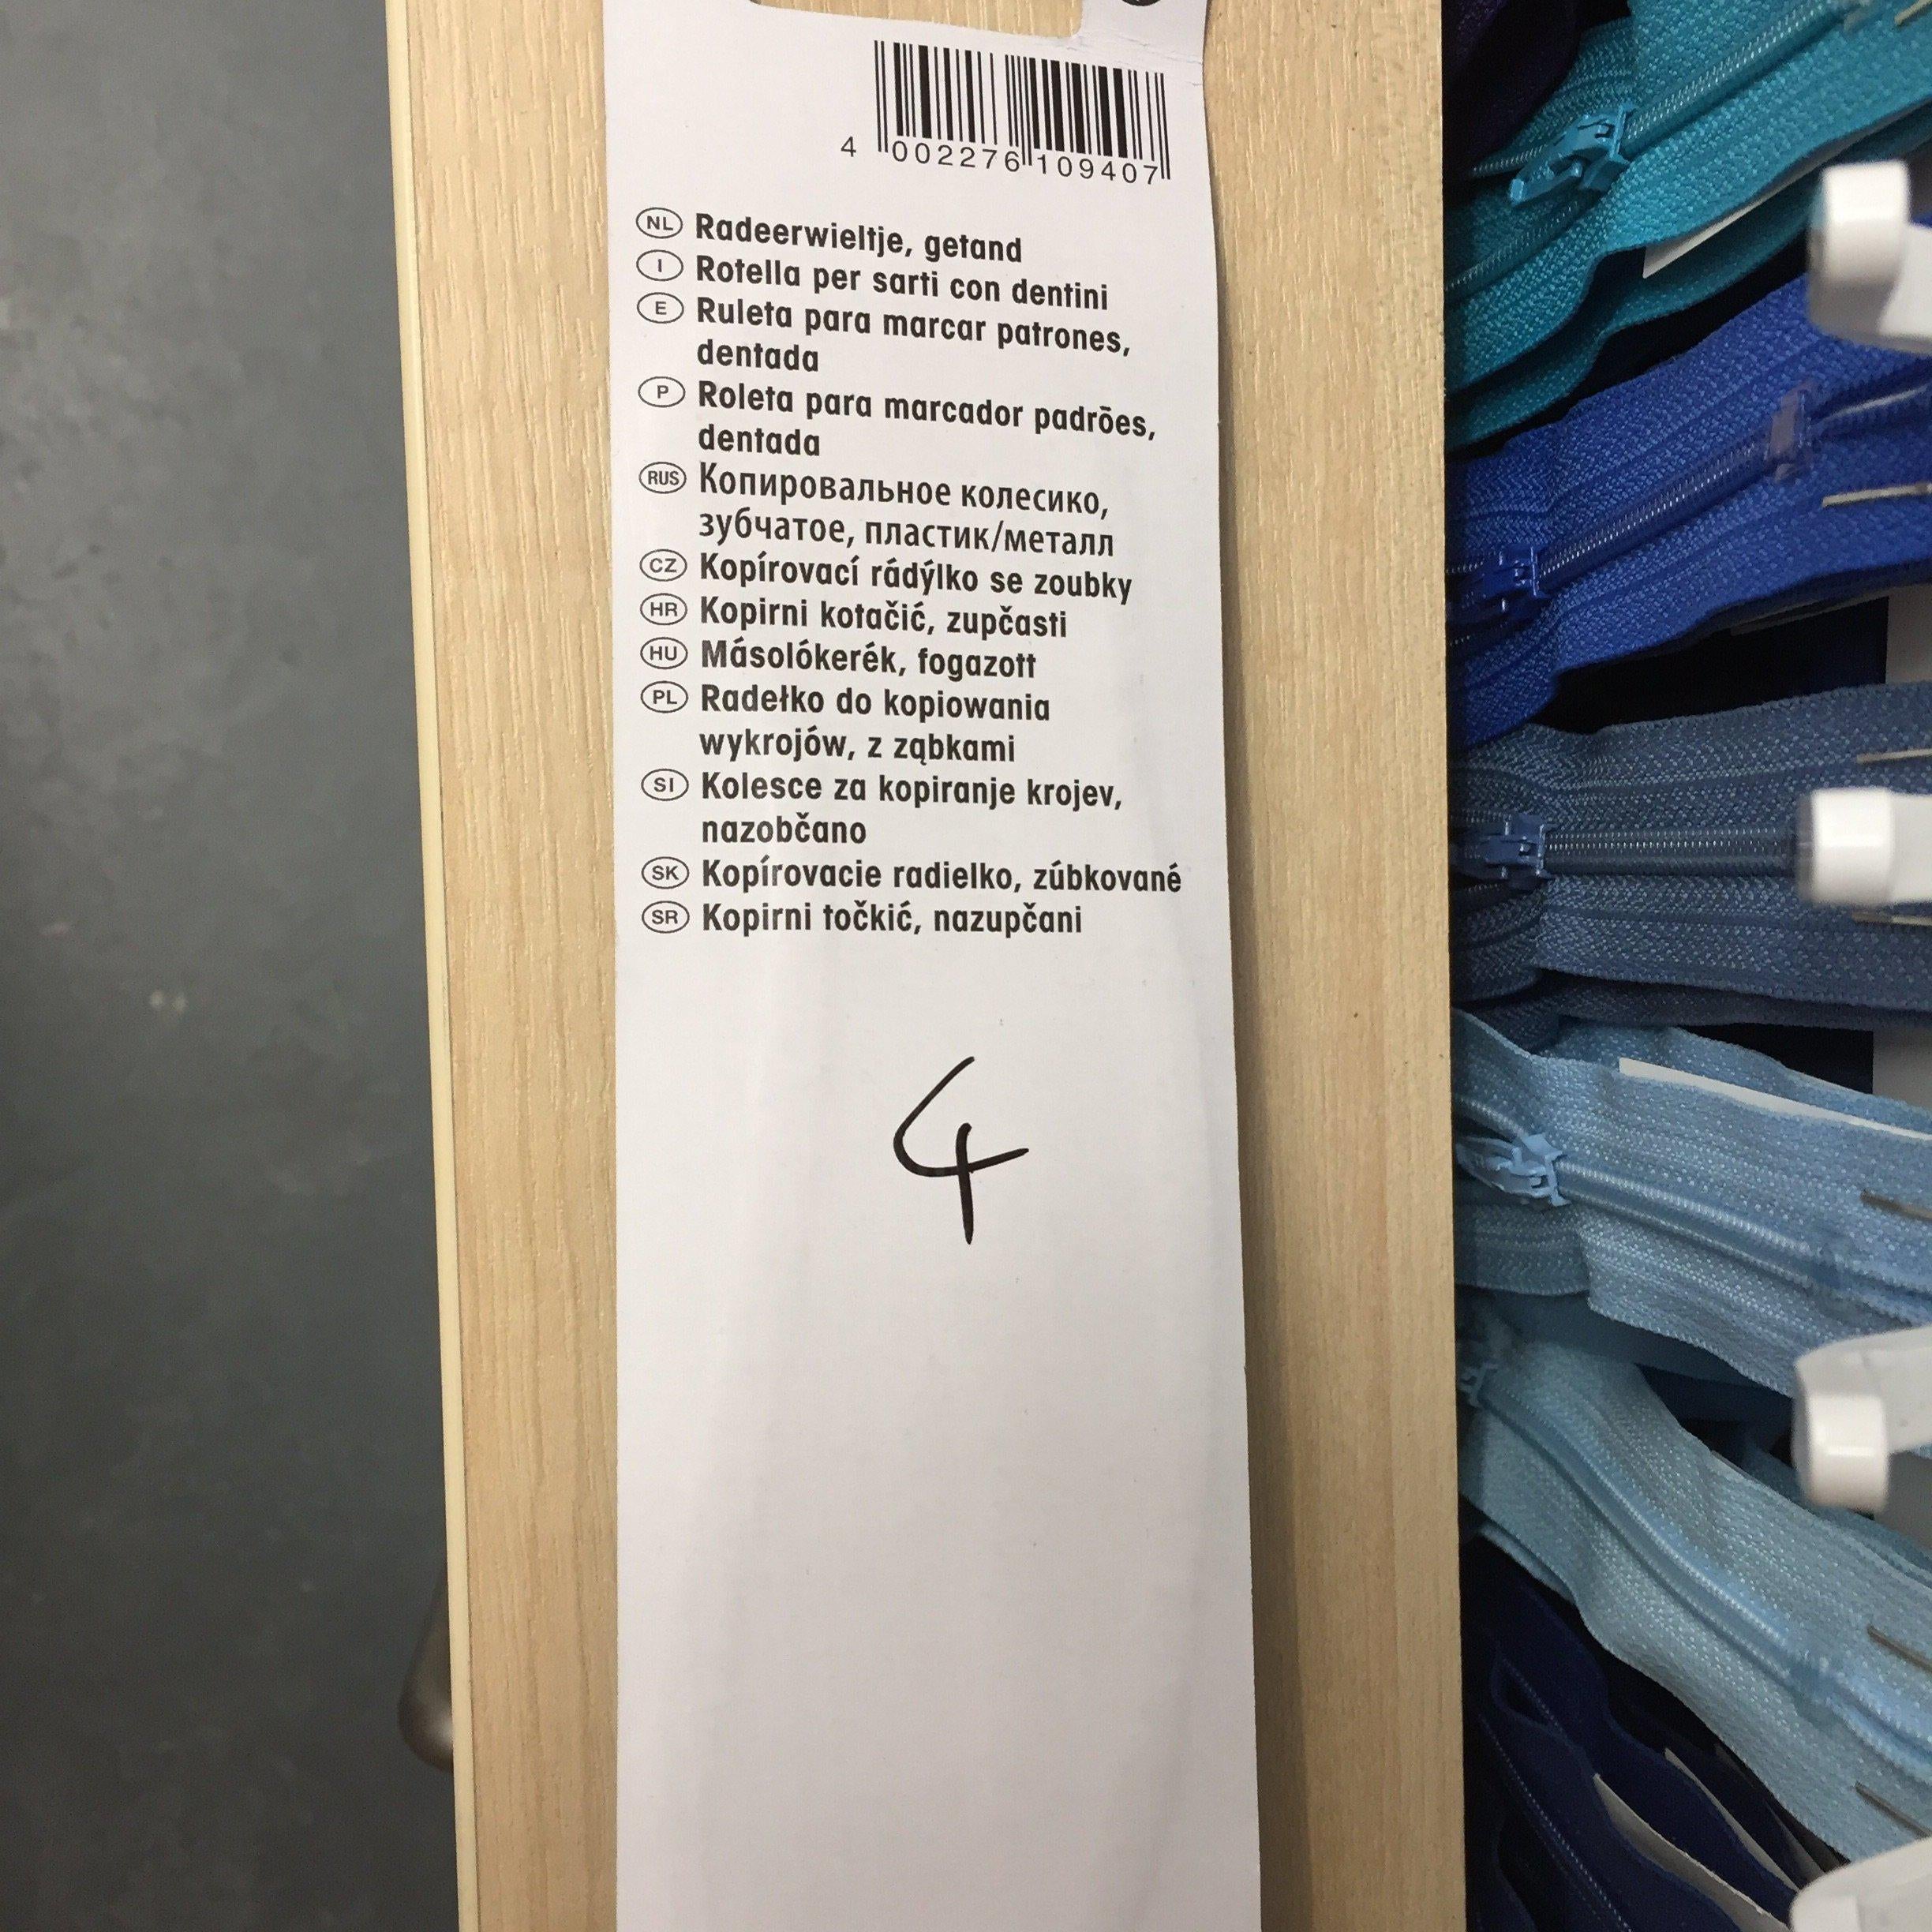 4 002276 109407
NL Radeerwieltje, getand
I Rotella per sarti con dentini
E Ruleta para marcar patrones,
dentada
P Roleta para marcador padrões,
dentada
RUS Копировальное колесико,
зубчатое, пластик/металл
CZ Kopírovací rádýlko se zoubky
HR Kopirni kotačić, zupčasti
HU Másolókerék, fogazott
PL Radełko do kopiowania
wykrojów, z ząbkami
SI Kolesce za kopiranje krojev,
nazobčano
SK Kopírovacie radielko, zúbkované
SR Kopirni točkić, nazupčani
4